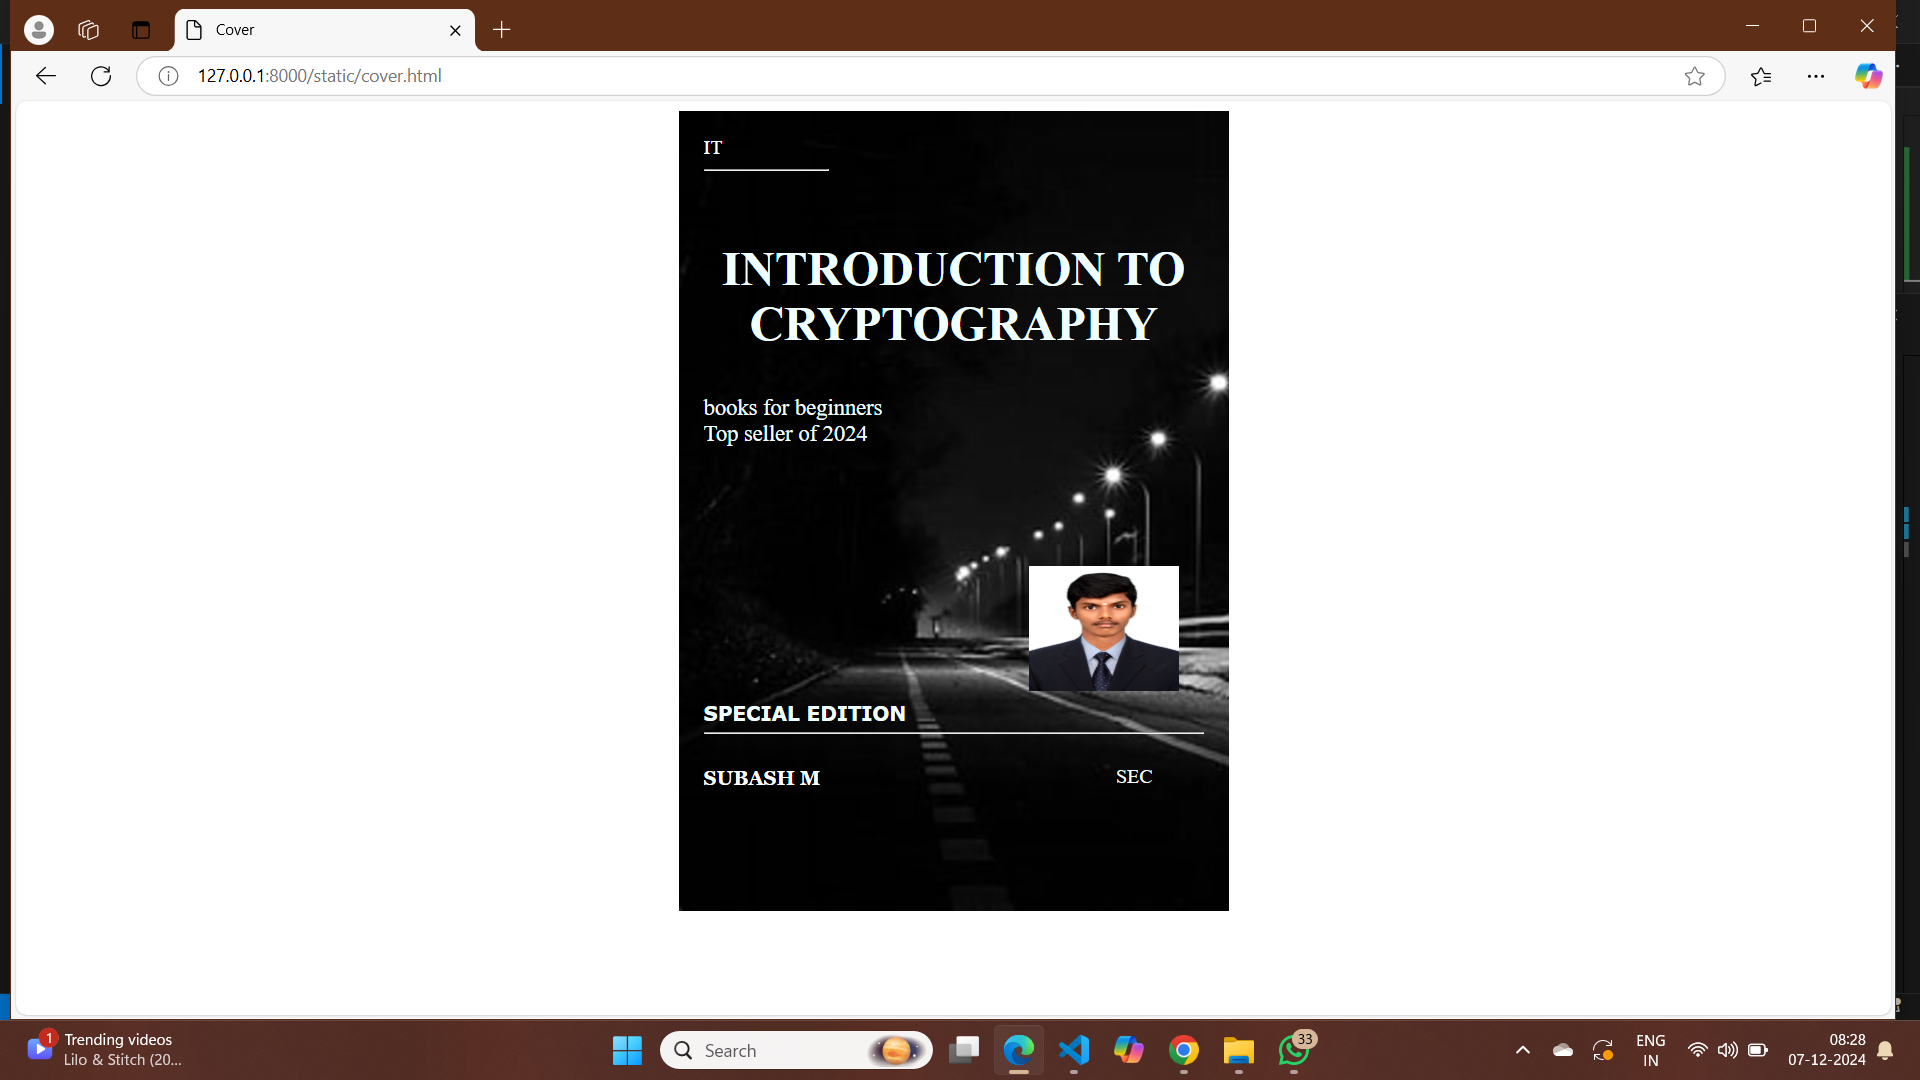 Cover
127.0.0.1:8000/static/cover.html
IT
INTRODUCTION TO
CRYPTOGRAPHY
books for beginners
Top seller of 2024
SPECIAL EDITION
SUBASH M
SEC
1
Trending videos
Lilo & Stitch (20...
Search
33
ENG
IN
08:28
07-12-2024